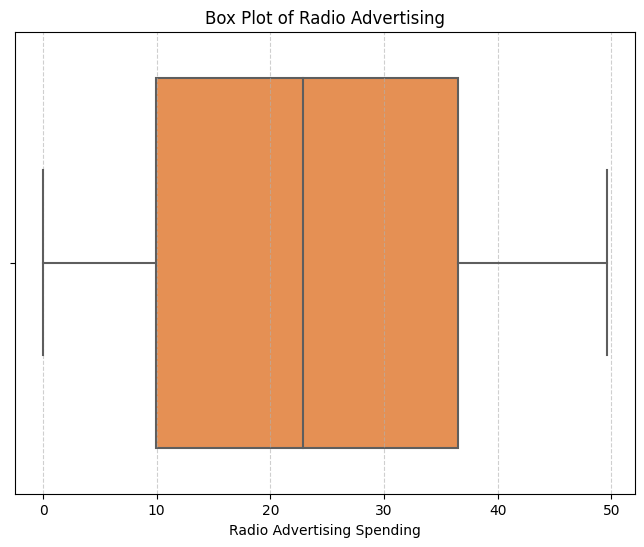 Box Plot of Radio Advertising
0 10 20 30 40 50
Radio Advertising Spending